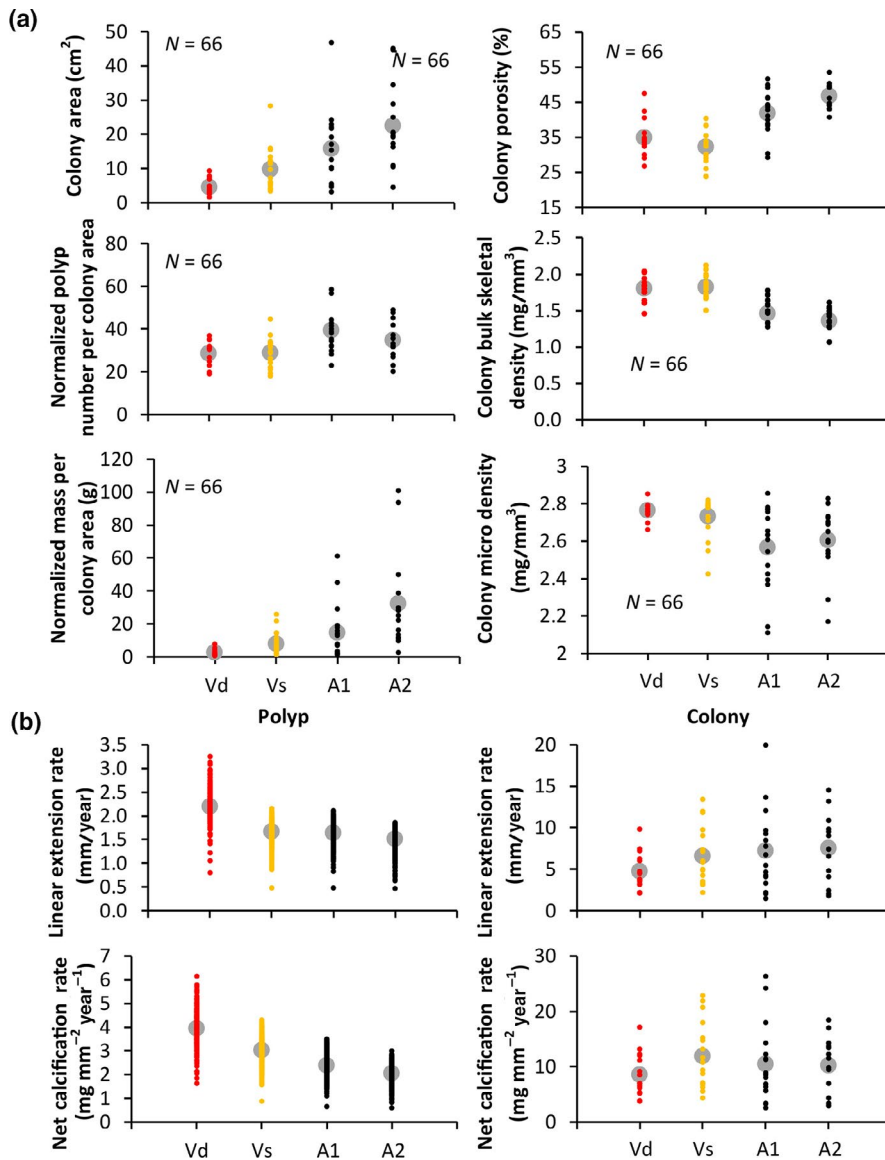 (a)
Colony area (cm²)
50
40
30
20
10
0
N = 66
N = 66
Colony porosity (%)
65
55
45
35
25
15
N = 66
Normalized polyp
number per colony area
80
60
40
20
0
N = 66
Colony bulk skeletal
density (mg/mm³)
2.5
2.0
1.5
1.0
0.5
0.0
N = 66
Normalized mass per
colony area (g)
120
100
80
60
40
20
0
N = 66
Vd Vs A1 A2
Colony micro density
(mg/mm³)
3
2.8
2.6
2.4
2.2
2
N = 66
Vd Vs A1 A2
(b)
Polyp
Linear extension rate
(mm/year)
3.5
3.0
2.5
2.0
1.5
1.0
0.5
0.0
Colony
Linear extension rate
(mm/year)
20
15
10
5
0
Net calcification rate
(mg mm⁻² year⁻¹)
7
6
5
4
3
2
1
0
Vd Vs A1 A2
Net calcification rate
(mg mm⁻² year⁻¹)
30
20
10
0
Vd Vs A1 A2